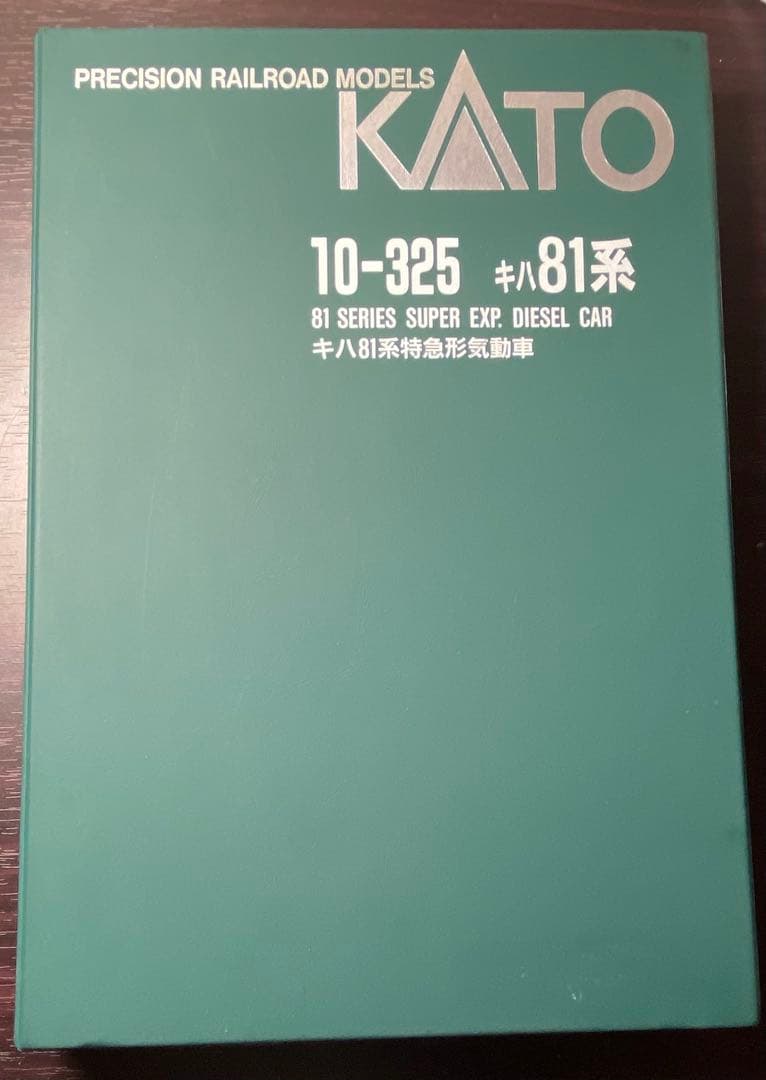 PRECISION RAILROAD MODELS
KATO
10-325 キハ81系
81 SERIES SUPER EXP. DIESEL CAR
キハ81系特急形気動車